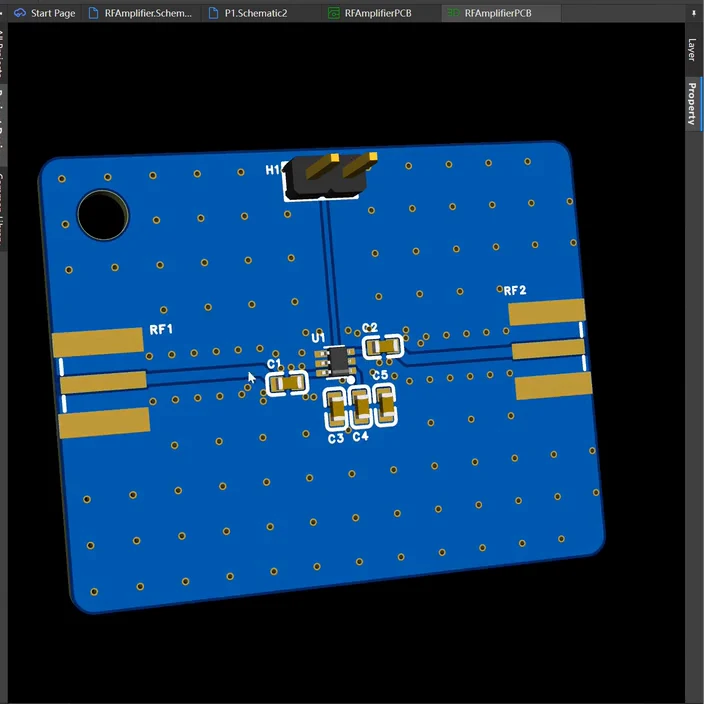 Start Page
RFAmplifier.Schem...
P1.Schematic2
RFAmplifierPCB
RFAmplifierPCB
Layer
Property
H1
RF2
RF1
U1
C2
C1
C5
C3
C4